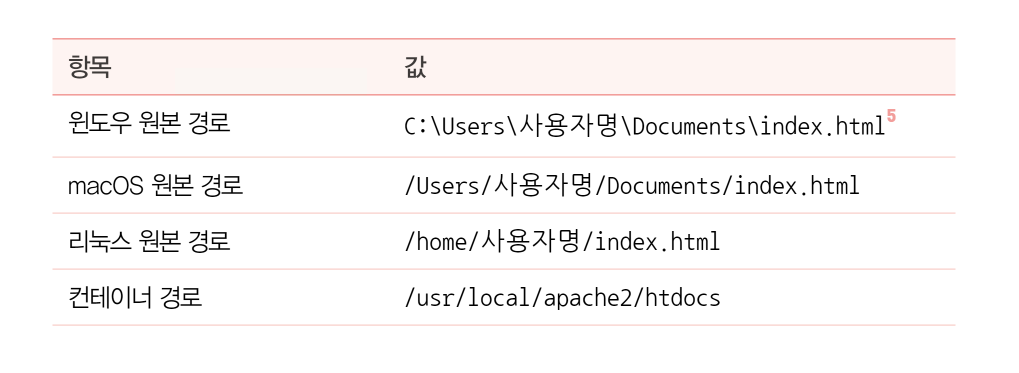 항목 값
윈도우 원본 경로 C:\Users\사용자명\Documents\index.html5
macOS 원본 경로 /Users/사용자명/Documents/index.html
리눅스 원본 경로 /home/사용자명/index.html
컨테이너 경로 /usr/local/apache2/htdocs